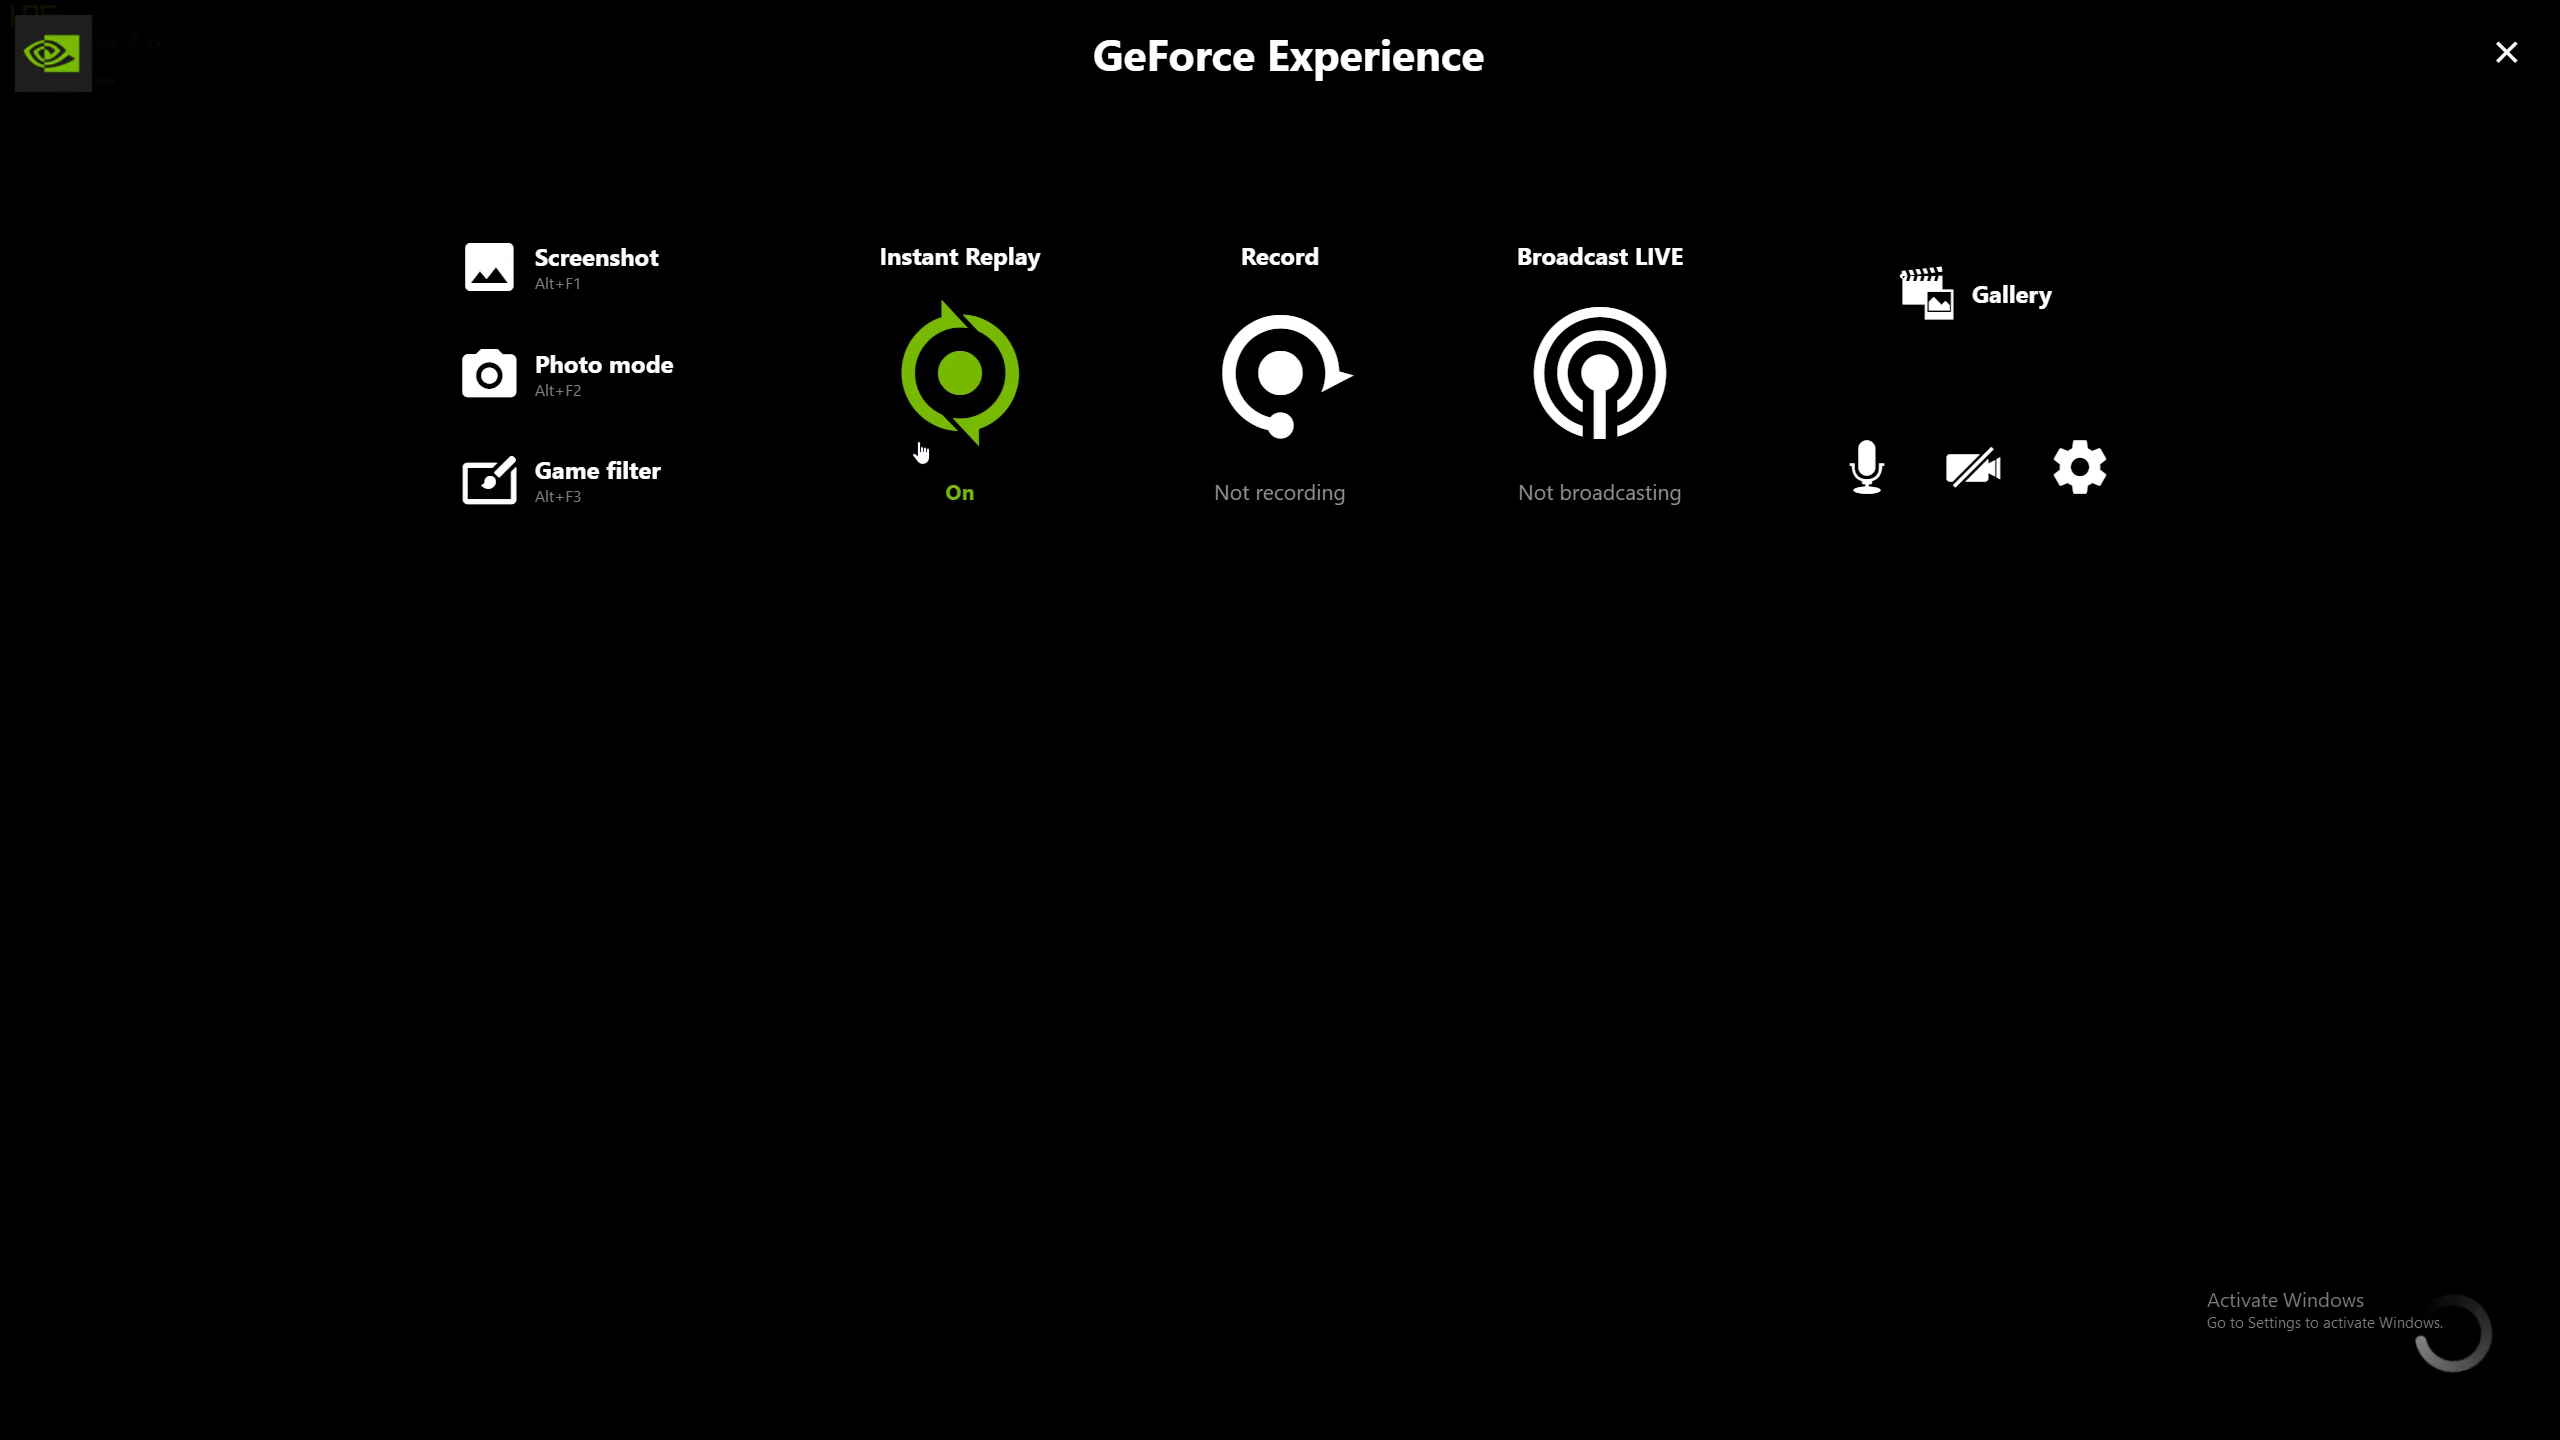 GeForce Experience
Screenshot
Alt+F1
Photo mode
Alt+F2
Game filter
Alt+F3
Instant Replay
On
Record
Not recording
Broadcast LIVE
Not broadcasting
Gallery
Activate Windows
Go to Settings to activate Windows.